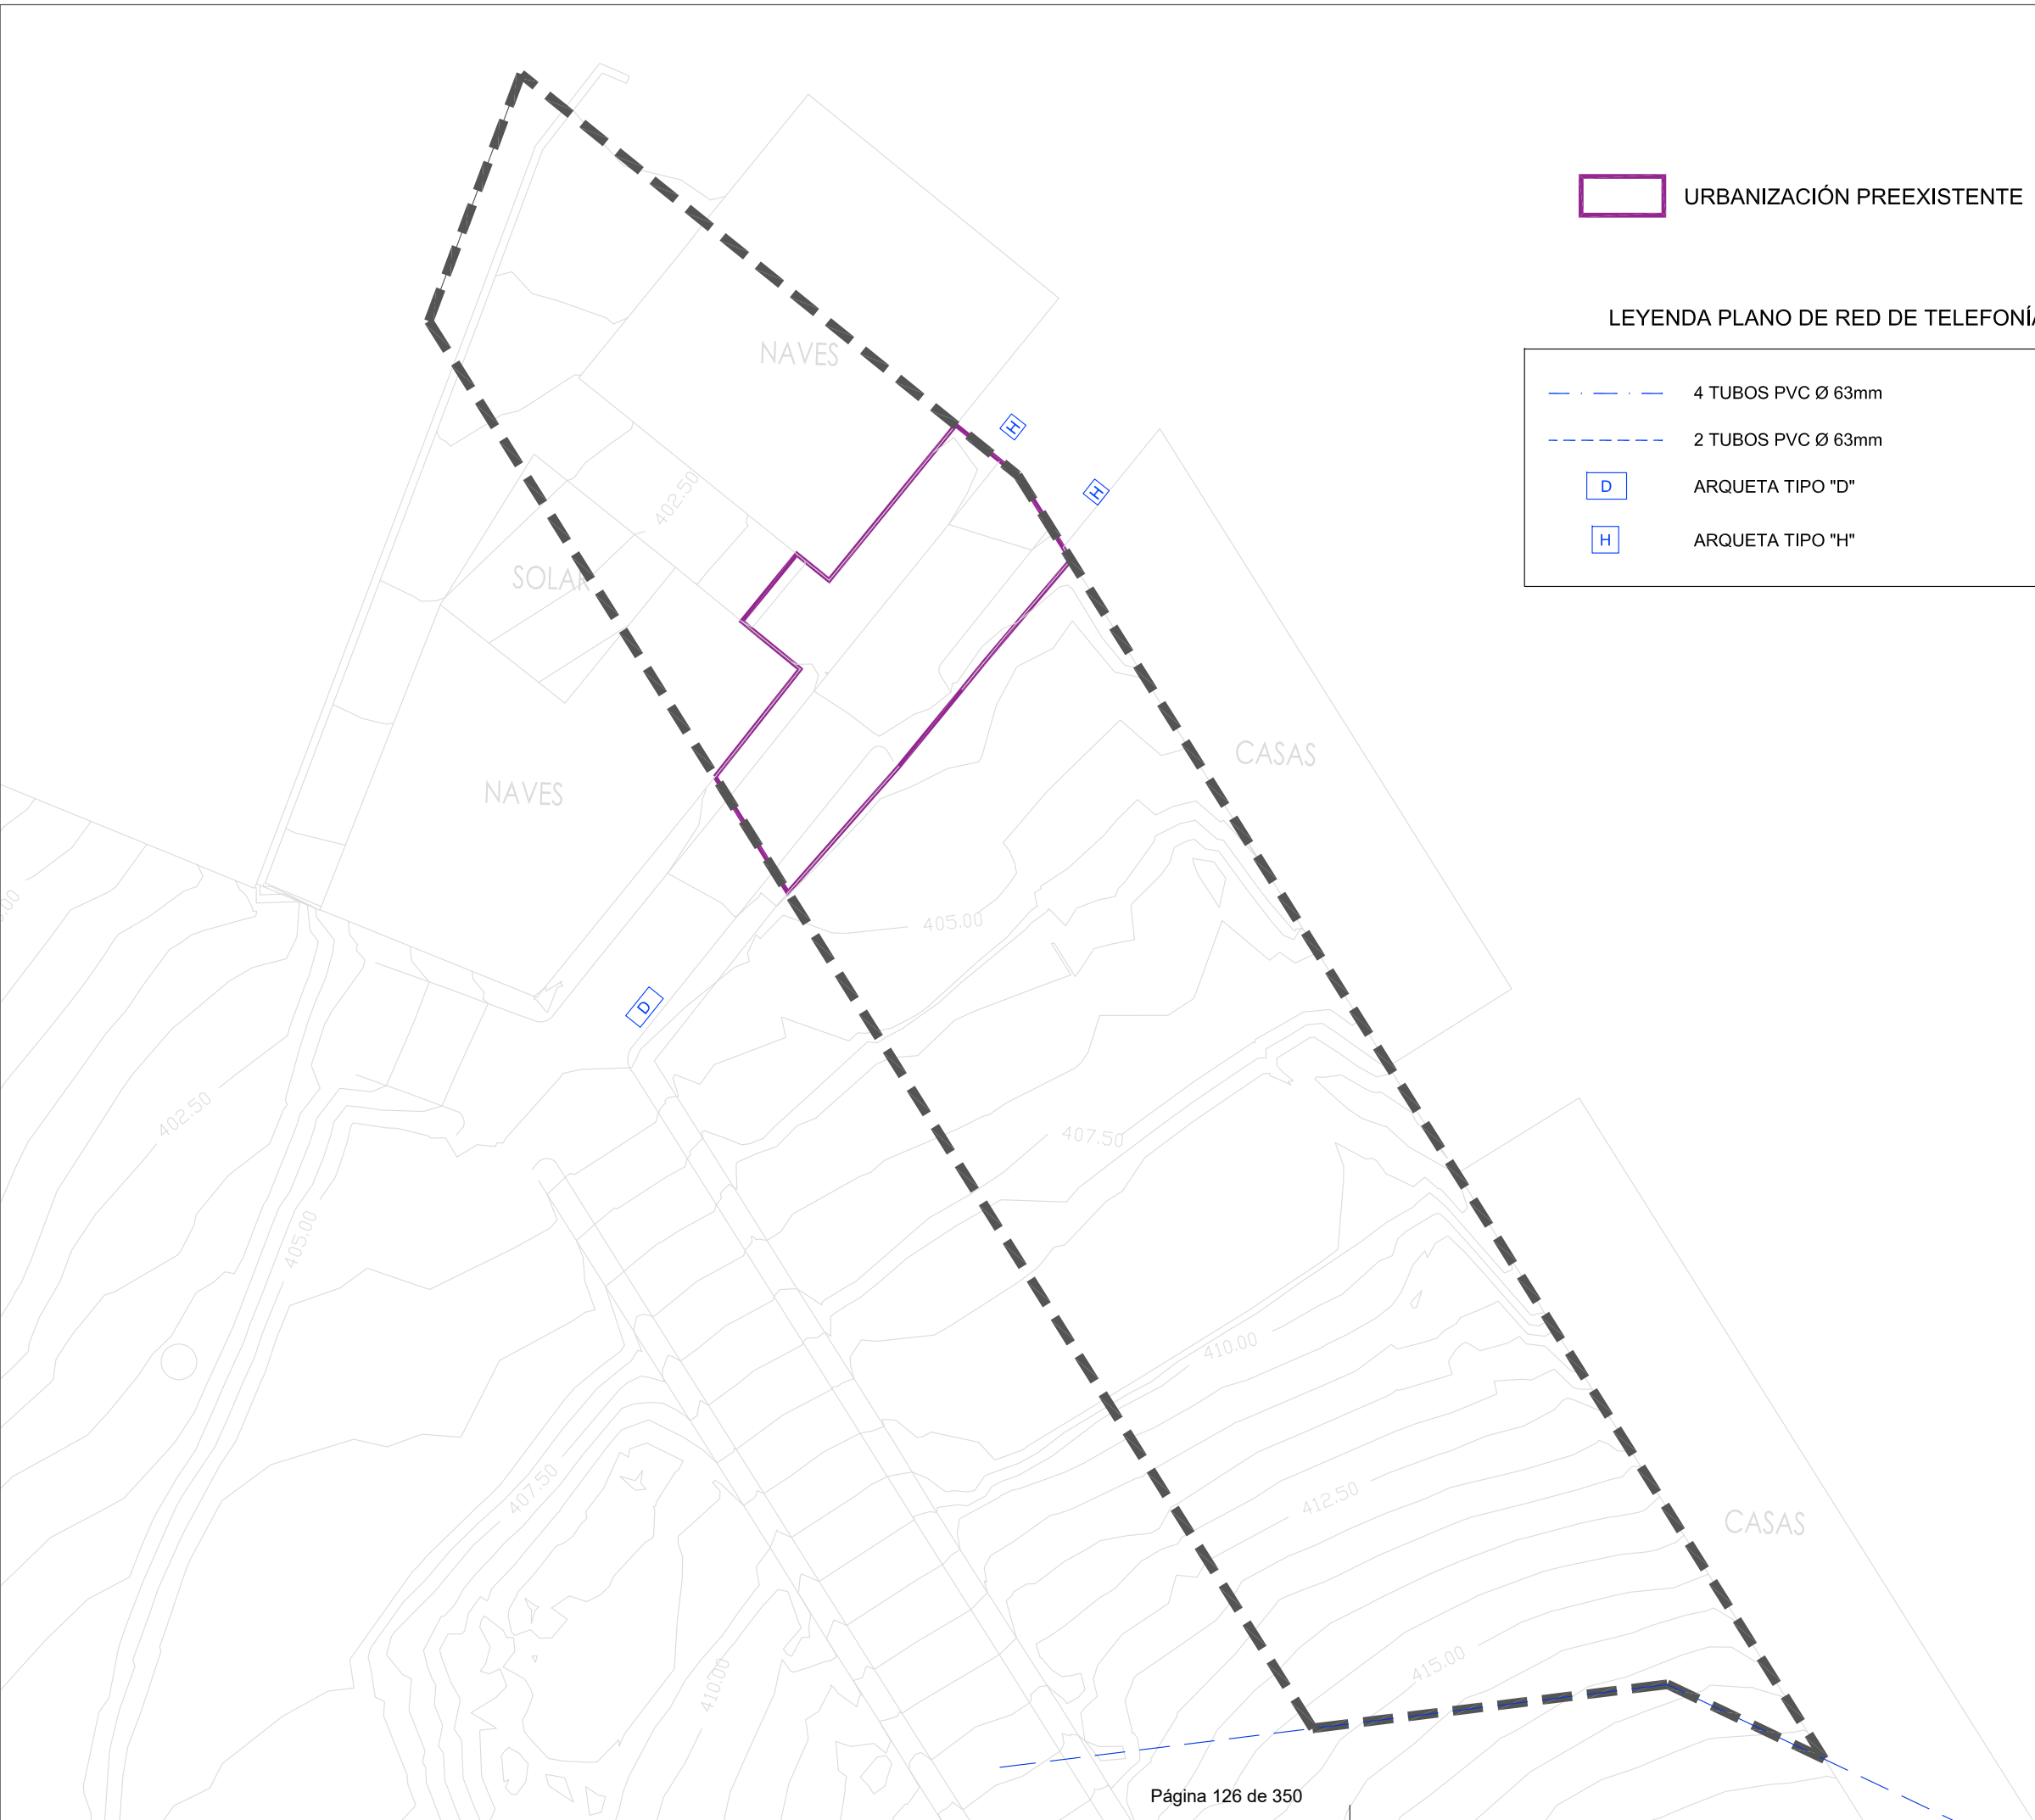 URBANIZACIÓN PREEXISTENTE
LEYENDA PLANO DE RED DE TELEFONÍA
4 TUBOS PVC Ø 63mm
2 TUBOS PVC Ø 63mm
D ARQUETA TIPO "D"
H ARQUETA TIPO "H"
NAVES
H
402.50
H
SOLAR
CASAS
NAVES
405.00
D
402.50
407.50
405.00
410.00
407.50
412.50
CASAS
415.00
410.00
Página 126 de 350